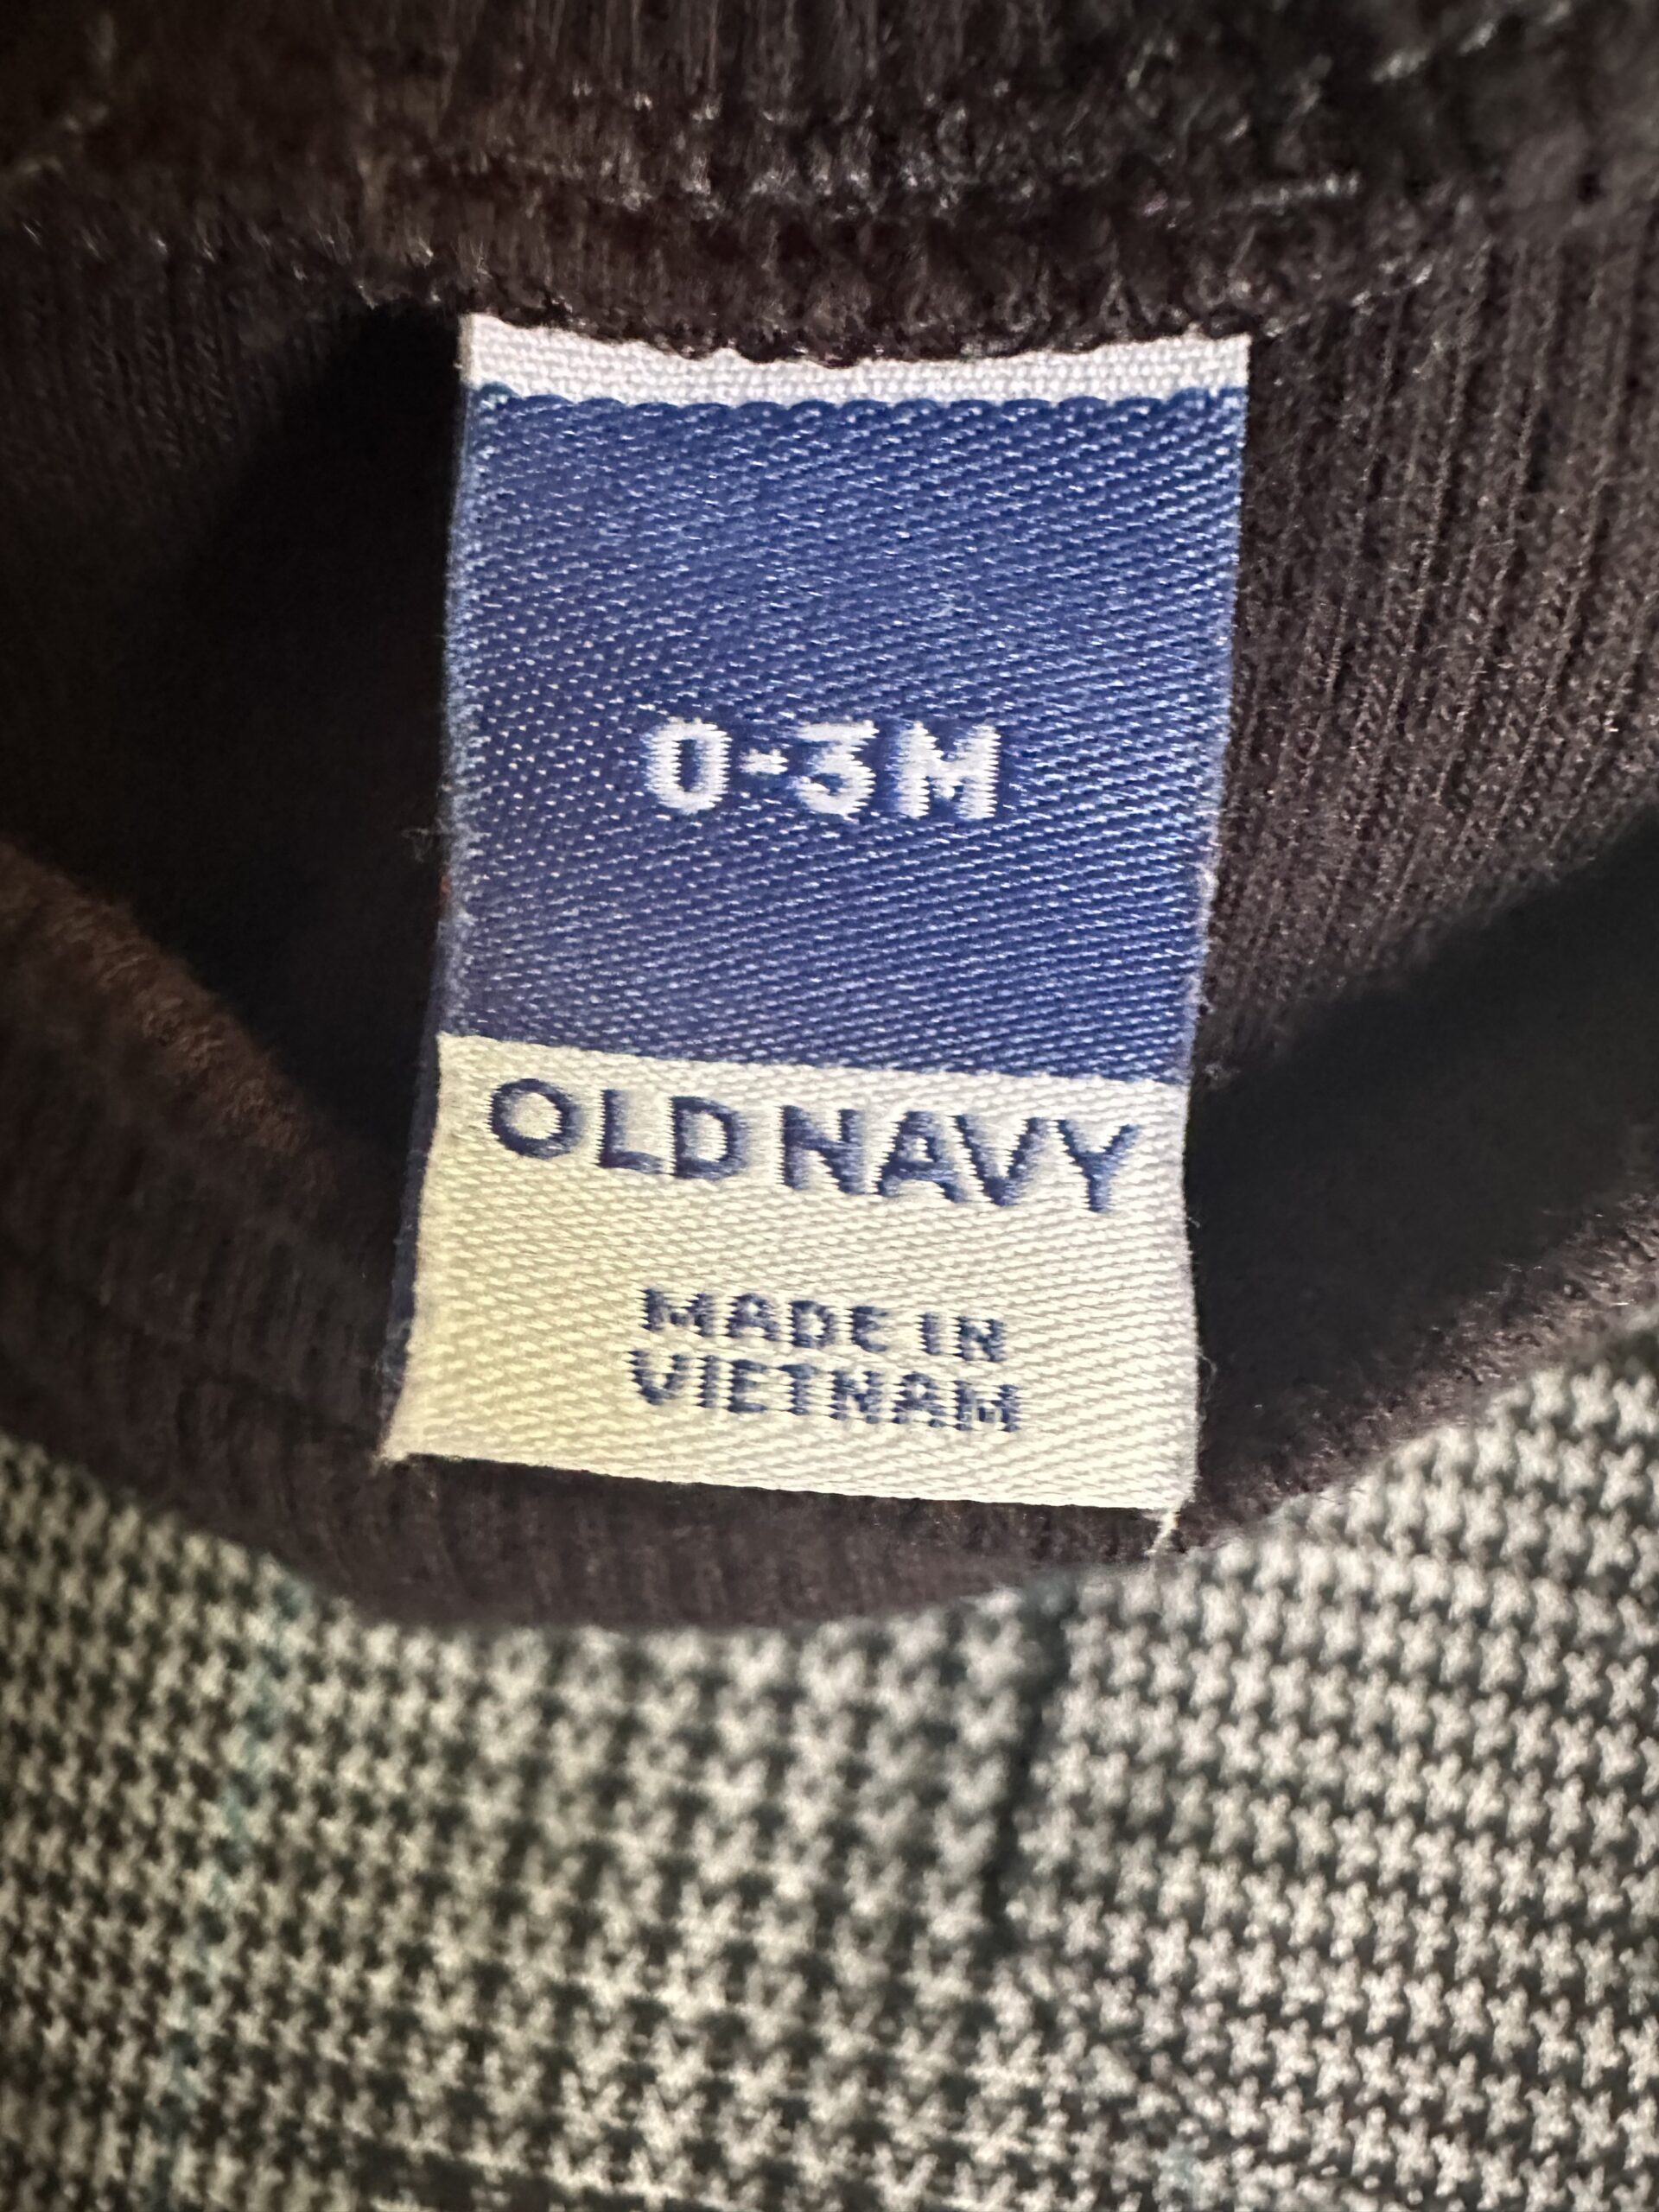 0-3M
OLD NAVY
MADE IN
VIETNAM